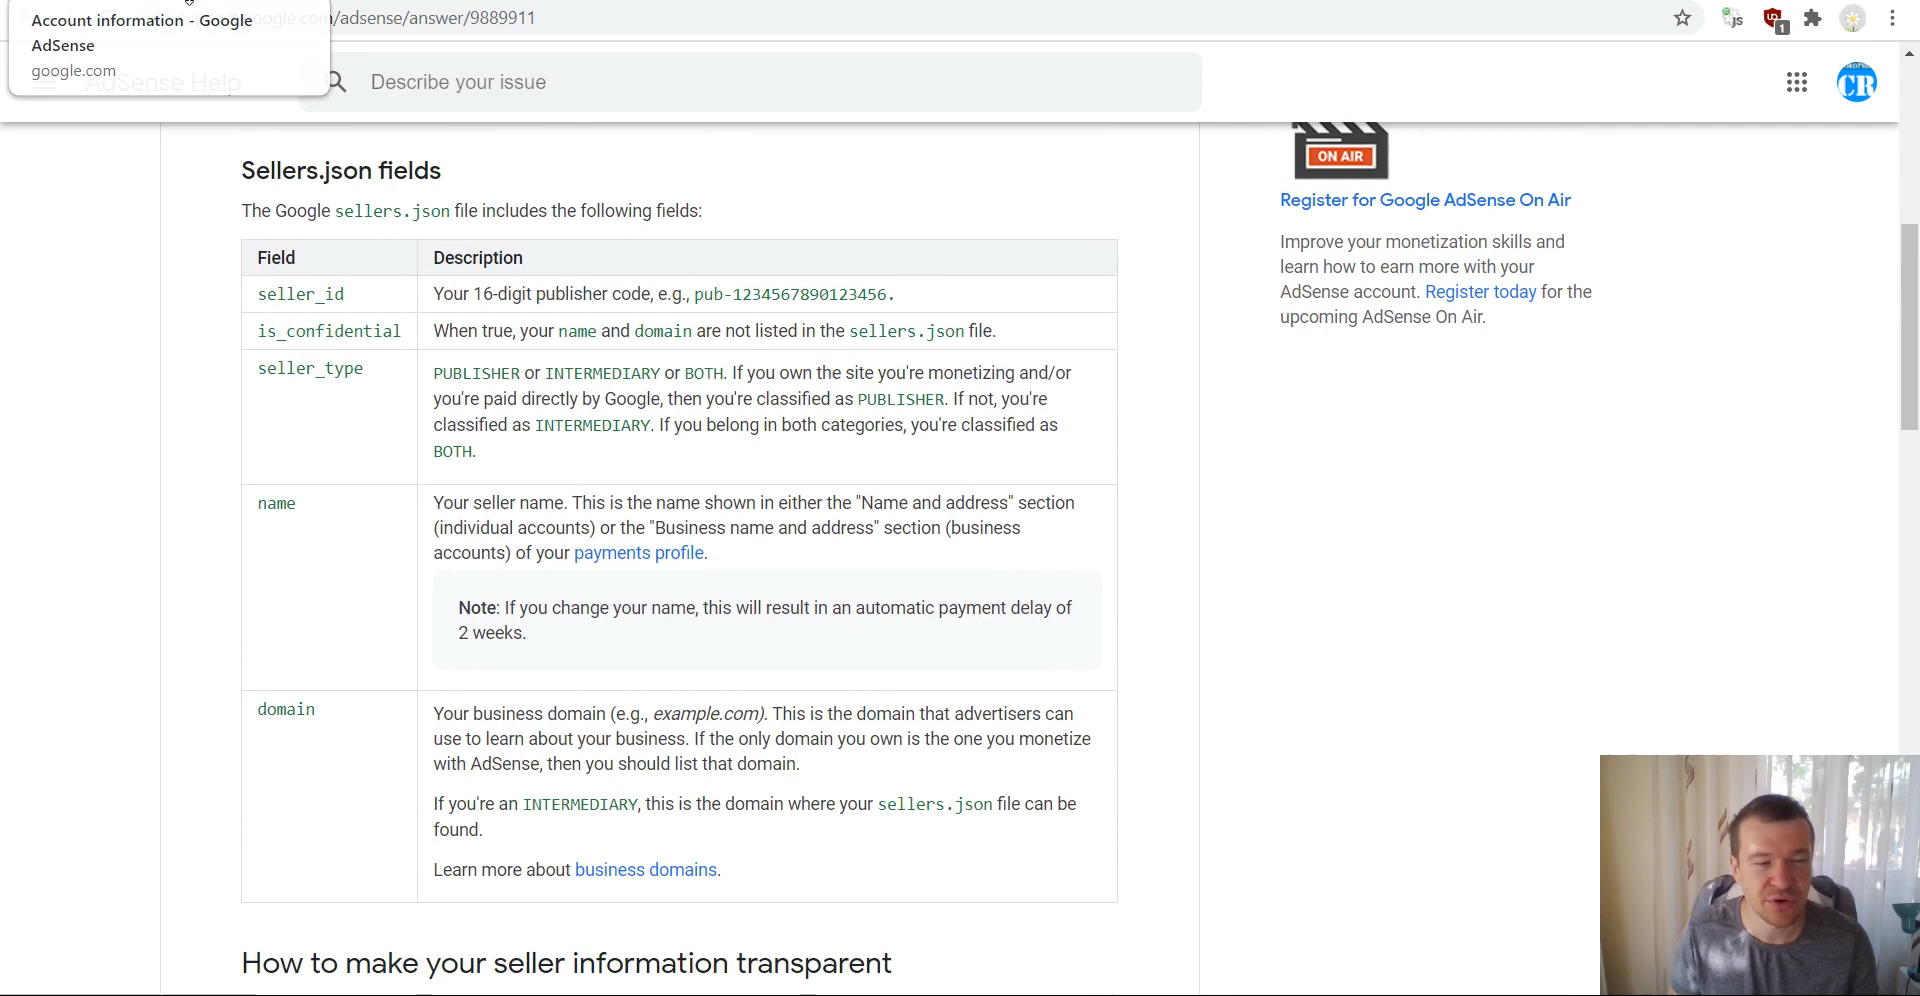 Account information - Google
AdSense
google.com
google.com/adsense/answer/9889911
1
AdSense Help
Describe your issue
CR
Sellers.json fields
The Google sellers.json file includes the following fields:
Field Description
seller_id Your 16-digit publisher code, e.g., pub-1234567890123456.
is_confidential When true, your name and domain are not listed in the sellers.json file.
seller_type PUBLISHER or INTERMEDIARY or BOTH. If you own the site you're monetizing and/or
you're paid directly by Google, then you're classified as PUBLISHER. If not, you're
classified as INTERMEDIARY. If you belong in both categories, you're classified as
BOTH.
name Your seller name. This is the name shown in either the "Name and address" section
(individual accounts) or the "Business name and address" section (business
accounts) of your payments profile.
Note: If you change your name, this will result in an automatic payment delay of
2 weeks.
domain Your business domain (e.g., example.com). This is the domain that advertisers can
use to learn about your business. If the only domain you own is the one you monetize
with AdSense, then you should list that domain.
If you're an INTERMEDIARY, this is the domain where your sellers.json file can be
found.
Learn more about business domains.
How to make your seller information transparent
ON AIR
Register for Google AdSense On Air
Improve your monetization skills and
learn how to earn more with your
AdSense account. Register today for the
upcoming AdSense On Air.